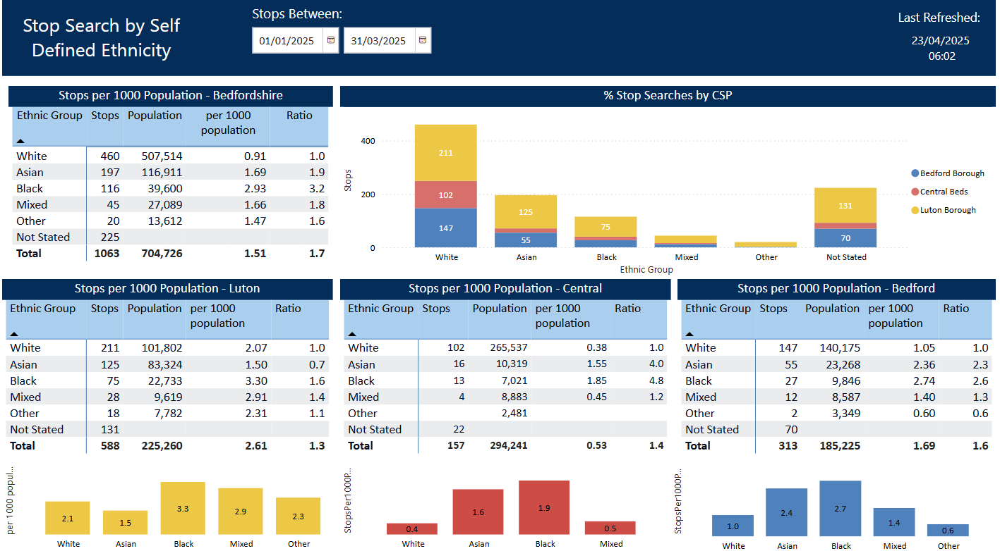 Stop Search by Self
Defined Ethnicity
Stops Between:
01/01/2025 31/03/2025
Last Refreshed:
23/04/2025
06:02
Stops per 1000 Population - Bedfordshire
Ethnic Group Stops Population per 1000 population Ratio
White 460 507,514 0.91 1.0
Asian 197 116,911 1.69 1.9
Black 116 39,600 2.93 3.2
Mixed 45 27,089 1.66 1.8
Other 20 13,612 1.47 1.6
Not Stated 225
Total 1063 704,726 1.51 1.7
% Stop Searches by CSP
Stops
400
200
0
211
102
147
125
55
75
131
70
White Asian Black Mixed Other Not Stated
Ethnic Group
Bedford Borough
Central Beds
Luton Borough
Stops per 1000 Population - Luton
Ethnic Group Stops Population per 1000 population Ratio
White 211 101,802 2.07 1.0
Asian 125 83,324 1.50 0.7
Black 75 22,733 3.30 1.6
Mixed 28 9,619 2.91 1.4
Other 18 7,782 2.31 1.1
Not Stated 131
Total 588 225,260 2.61 1.3
Stops per 1000 Population - Central
Ethnic Group Stops Population per 1000 population Ratio
White 102 265,537 0.38 1.0
Asian 16 10,319 1.55 4.0
Black 13 7,021 1.85 4.8
Mixed 4 8,883 0.45 1.2
Other 2,481
Not Stated 22
Total 157 294,241 0.53 1.4
Stops per 1000 Population - Bedford
Ethnic Group Stops Population per 1000 population Ratio
White 147 140,175 1.05 1.0
Asian 55 23,268 2.36 2.3
Black 27 9,846 2.74 2.6
Mixed 12 8,587 1.40 1.3
Other 2 3,349 0.60 0.6
Not Stated 70
Total 313 185,225 1.69 1.6
per 1000 popul...
2.1 1.5 3.3 2.9 2.3
White Asian Black Mixed Other
StopsPer1000P...
0.4 1.6 1.9 0.5
White Asian Black Mixed
StopsPer1000P...
1.0 2.4 2.7 1.4 0.6
White Asian Black Mixed Other